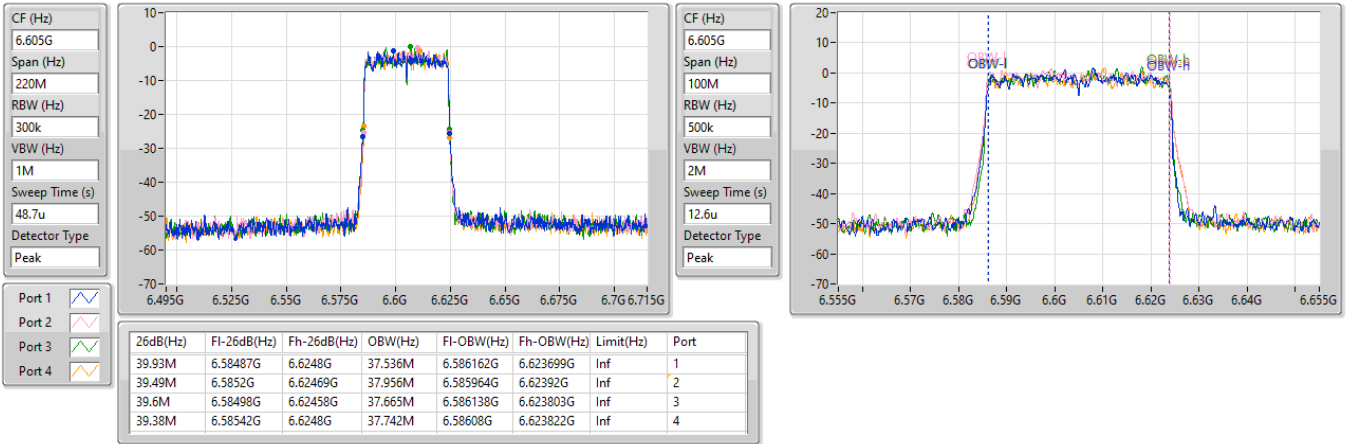 CF (Hz)
6.605G
Span (Hz)
220M
RBW (Hz)
300k
VBW (Hz)
1M
Sweep Time (s)
48.7u
Detector Type
Peak
10
0
-10
-20
-30
-40
-50
-60
-70
6.495G 6.525G 6.55G 6.575G 6.6G 6.625G 6.65G 6.675G 6.7G 6.715G
CF (Hz)
6.605G
Span (Hz)
100M
RBW (Hz)
500k
VBW (Hz)
2M
Sweep Time (s)
12.6u
Detector Type
Peak
20
10
0
-10
-20
-30
-40
-50
-60
-70
OBW-l
OBW-h
6.555G 6.57G 6.58G 6.59G 6.6G 6.61G 6.62G 6.63G 6.64G 6.655G
Port 1
Port 2
Port 3
Port 4
26dB(Hz) Fl-26dB(Hz) Fh-26dB(Hz) OBW(Hz) Fl-OBW(Hz) Fh-OBW(Hz) Limit(Hz) Port
39.93M 6.58487G 6.6248G 37.536M 6.586162G 6.623699G Inf 1
39.49M 6.5852G 6.62469G 37.956M 6.585964G 6.62392G Inf 2
39.6M 6.58498G 6.62458G 37.665M 6.586138G 6.623803G Inf 3
39.38M 6.58542G 6.6248G 37.742M 6.58608G 6.623822G Inf 4